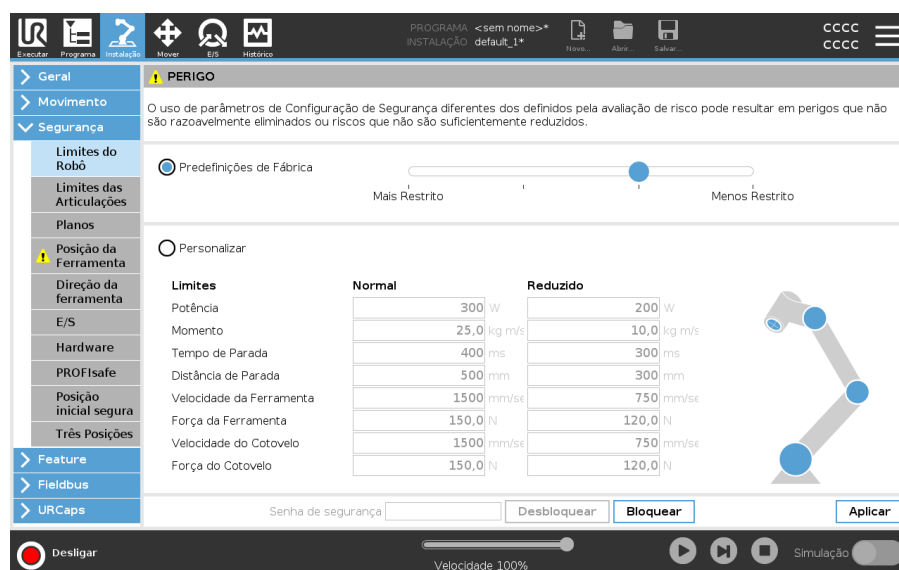 Executar Programa Instalação Mover E/S Histórico
PROGRAMA <sem nome>*
INSTALAÇÃO default_1*
Novo... Abrir... Salvar...
cccc
cccc
Geral
Movimento
Segurança
Limites do
Robô
Limites das
Articulações
Planos
Posição da
Ferramenta
Direção da
ferramenta
E/S
Hardware
PROFIsafe
Posição
inicial segura
Três Posições
Feature
Fieldbus
URCaps
PERIGO
O uso de parâmetros de Configuração de Segurança diferentes dos definidos pela avaliação de risco pode resultar em perigos que não
são razoavelmente eliminados ou riscos que não são suficientemente reduzidos.
Predefinições de Fábrica
Mais Restrito Menos Restrito
Personalizar
Limites Normal Reduzido
Potência 300 W 200 W
Momento 25,0 kg m/s 10,0 kg m/s
Tempo de Parada 400 ms 300 ms
Distância de Parada 500 mm 300 mm
Velocidade da Ferramenta 1500 mm/se 750 mm/se
Força da Ferramenta 150,0 N 120,0 N
Velocidade do Cotovelo 1500 mm/se 750 mm/se
Força do Cotovelo 150,0 N 120,0 N
Senha de segurança Desbloquear Bloquear Aplicar
Desligar
Velocidade 100%
Simulação